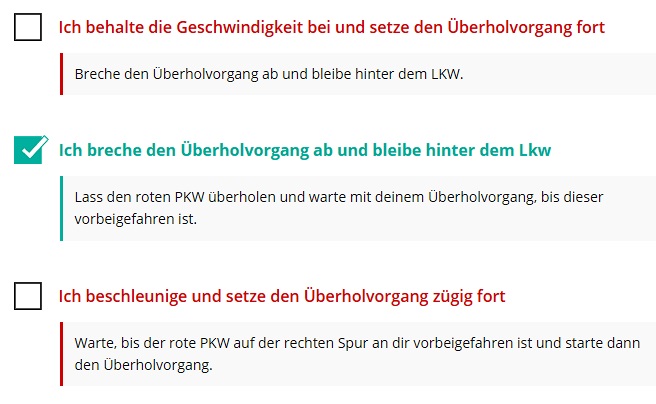 Ich behalte die Geschwindigkeit bei und setze den Überholvorgang fort
Breche den Überholvorgang ab und bleibe hinter dem LKW.
Ich breche den Überholvorgang ab und bleibe hinter dem Lkw
Lass den roten PKW überholen und warte mit deinem Überholvorgang, bis dieser
vorbeigefahren ist.
Ich beschleunige und setze den Überholvorgang zügig fort
Warte, bis der rote PKW auf der rechten Spur an dir vorbeigefahren ist und starte dann
den Überholvorgang.